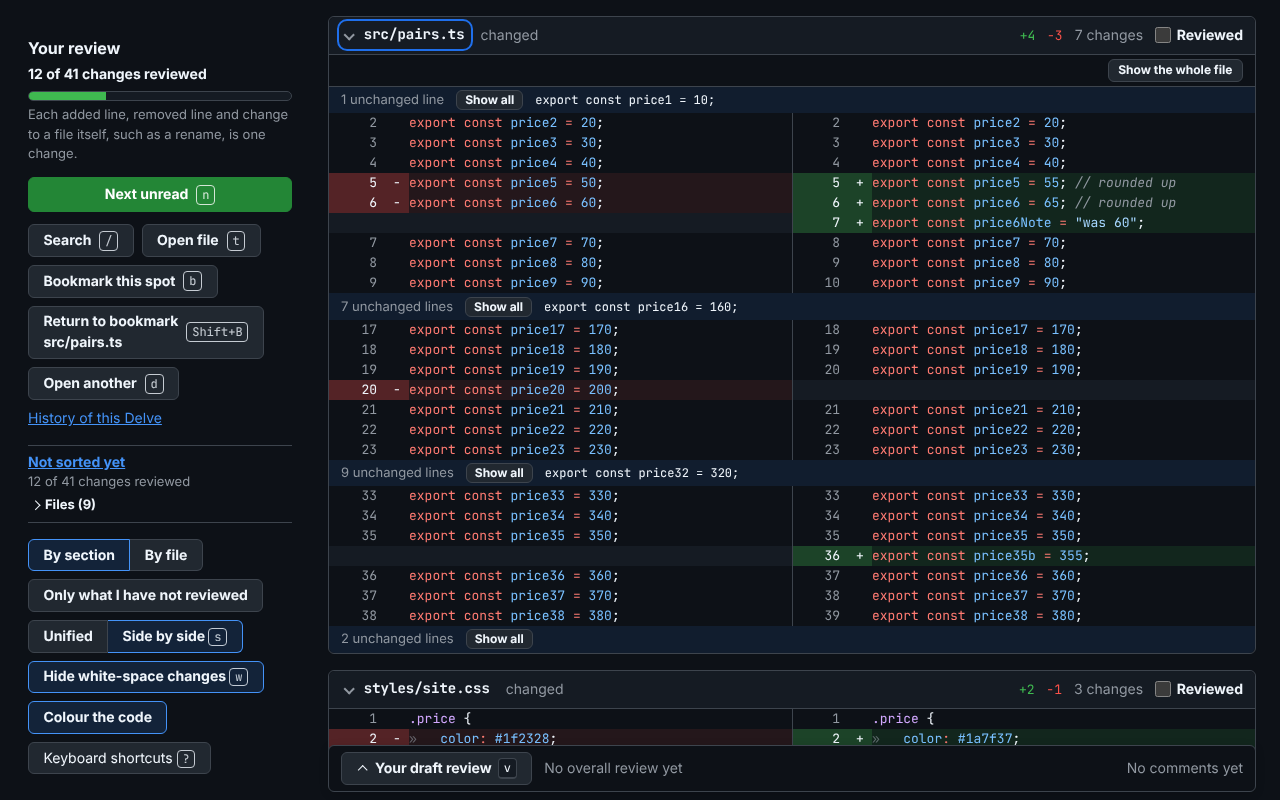 Your review
12 of 41 changes reviewed
Each added line, removed line and change
to a file itself, such as a rename, is one
change.
Next unread n
Search / Open file t
Bookmark this spot b
Return to bookmark
src/pairs.ts Shift+B
Open another d
History of this Delve
Not sorted yet
12 of 41 changes reviewed
Files (9)
By section By file
Only what I have not reviewed
Unified Side by side s
Hide white-space changes w
Colour the code
Keyboard shortcuts ?
src/pairs.ts changed +4 -3 7 changes Reviewed
Show the whole file
1 unchanged line Show all export const price1 = 10;
2 export const price2 = 20; 2 export const price2 = 20;
3 export const price3 = 30; 3 export const price3 = 30;
4 export const price4 = 40; 4 export const price4 = 40;
5 - export const price5 = 50; 5 + export const price5 = 55; // rounded up
6 - export const price6 = 60; 6 + export const price6 = 65; // rounded up
7 + export const price6Note = "was 60";
7 export const price7 = 70; 8 export const price7 = 70;
8 export const price8 = 80; 9 export const price8 = 80;
9 export const price9 = 90; 10 export const price9 = 90;
7 unchanged lines Show all export const price16 = 160;
17 export const price17 = 170; 18 export const price17 = 170;
18 export const price18 = 180; 19 export const price18 = 180;
19 export const price19 = 190; 20 export const price19 = 190;
20 - export const price20 = 200;
21 export const price21 = 210; 21 export const price21 = 210;
22 export const price22 = 220; 22 export const price22 = 220;
23 export const price23 = 230; 23 export const price23 = 230;
9 unchanged lines Show all export const price32 = 320;
33 export const price33 = 330; 33 export const price33 = 330;
34 export const price34 = 340; 34 export const price34 = 340;
35 export const price35 = 350; 35 export const price35 = 350;
36 + export const price35b = 355;
36 export const price36 = 360; 37 export const price36 = 360;
37 export const price37 = 370; 38 export const price37 = 370;
38 export const price38 = 380; 39 export const price38 = 380;
2 unchanged lines Show all
styles/site.css changed +2 -1 3 changes Reviewed
1 .price { 1 .price {
2 - » color: #1f2328; 2 + » color: #1a7f37;
Your draft review v No overall review yet No comments yet